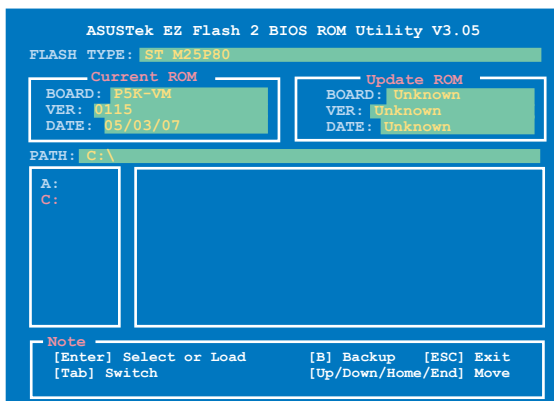 ASUSTek EZ Flash 2 BIOS ROM Utility V3.05
FLASH TYPE: ST M25P80
Current ROM
BOARD: P5K-VM
VER: 0115
DATE: 05/03/07
Update ROM
BOARD: Unknown
VER: Unknown
DATE: Unknown
PATH: C:\
A:
C:
Note
[Enter] Select or Load
[Tab] Switch
[B] Backup [ESC] Exit
[Up/Down/Home/End] Move